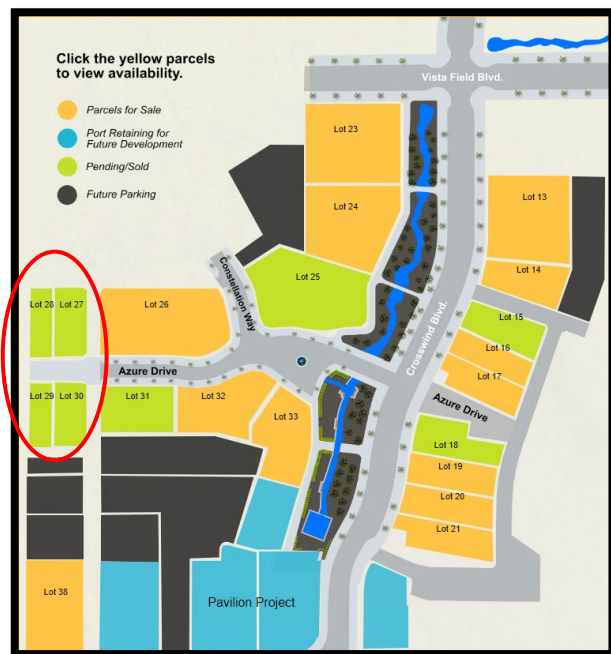 Click the yellow parcels
to view availability.
Parcels for Sale
Port Retaining for
Future Development
Pending/Sold
Future Parking
Vista Field Blvd.
Lot 23
Lot 24
Lot 13
Lot 14
Constellation Way
Lot 25
Lot 28
Lot 27
Lot 26
Crosswind Blvd.
Lot 15
Lot 16
Lot 17
Azure Drive
Lot 29
Lot 30
Lot 31
Lot 32
Lot 33
Azure Drive
Lot 18
Lot 19
Lot 20
Lot 21
Lot 38
Pavilion Project